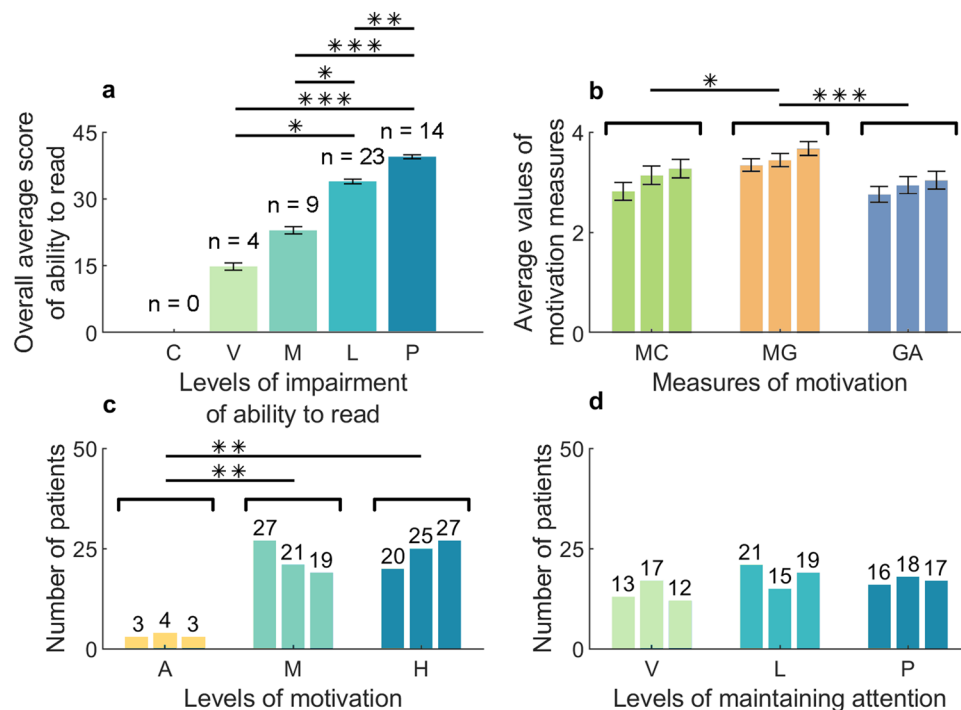 a
Overall average score
of ability to read
45
30
15
0
n = 0
n = 4
n = 9
n = 23
n = 14
* *
* * *
*
* * *
*
C V M L P
Levels of impairment
of ability to read
b
Average values of
motivation measures
4
2
0
*
* * *
MC MG GA
Measures of motivation
c
Number of patients
50
25
0
* *
* *
3 4 3
27 21 19
20 25 27
A M H
Levels of motivation
d
Number of patients
50
25
0
13 17 12
21 15 19
16 18 17
V L P
Levels of maintaining attention